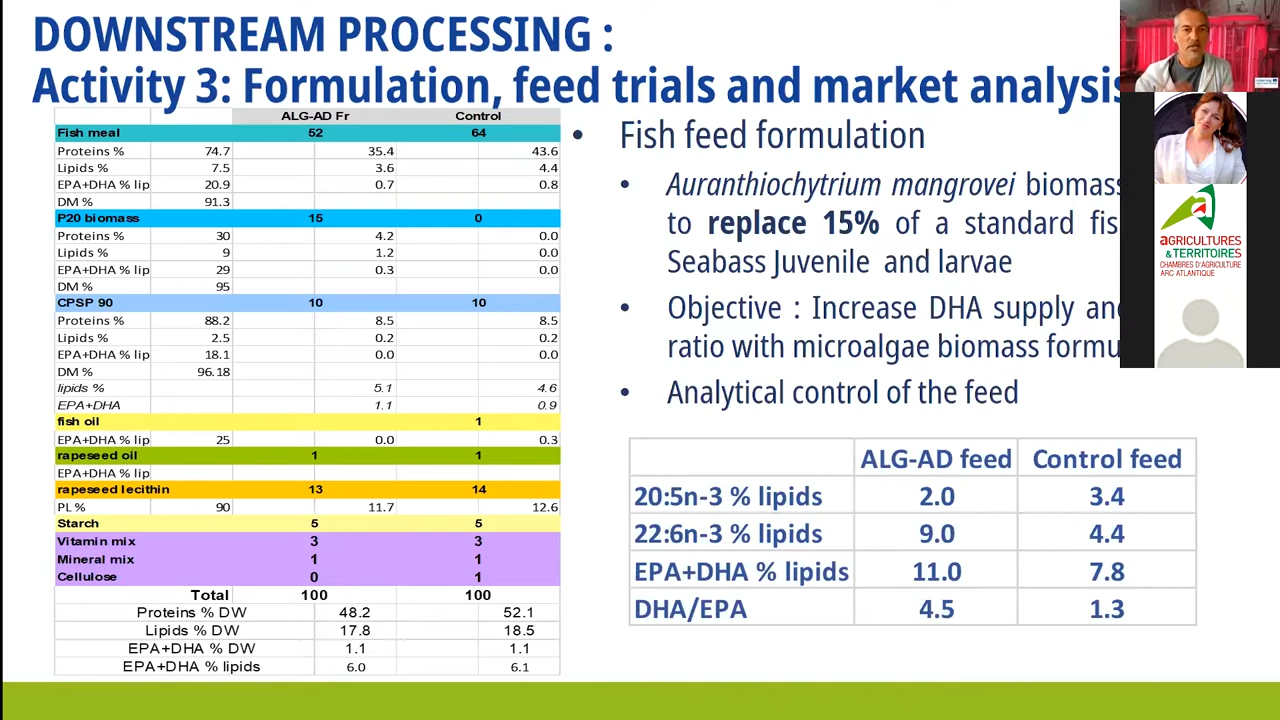 DOWNSTREAM PROCESSING :
Activity 3: Formulation, feed trials and market analysis
ALG-AD Fr Control
Fish meal 52 64
Proteins % 74.7 35.4 43.6
Lipids % 7.5 3.6 4.4
EPA+DHA % lip 20.9 0.7 0.8
DM % 91.3
P20 biomass 15 0
Proteins % 30 4.2 0.0
Lipids % 9 1.2 0.0
EPA+DHA % lip 29 0.3 0.0
DM % 95
CPSP 90 10 10
Proteins % 88.2 8.5 8.5
Lipids % 2.5 0.2 0.2
EPA+DHA % lip 18.1 0.0 0.0
DM % 96.18
lipids % 5.1 4.6
EPA+DHA 1.1 0.9
fish oil 1
EPA+DHA % lip 25 0.0 0.3
rapeseed oil 1 1
EPA+DHA % lip
rapeseed lecithin 13 14
PL % 90 11.7 12.6
Starch 5 5
Vitamin mix 3 3
Mineral mix 1 1
Cellulose 0 1
Total 100 100
Proteins % DW 48.2 52.1
Lipids % DW 17.8 18.5
EPA+DHA % DW 1.1 1.1
EPA+DHA % lipids 6.0 6.1
• Fish feed formulation
• Auranthiochytrium mangrovei biomass
to replace 15% of a standard fis
Seabass Juvenile and larvae
• Objective : Increase DHA supply and
ratio with microalgae biomass formu
• Analytical control of the feed
ALG-AD feed Control feed
20:5n-3 % lipids 2.0 3.4
22:6n-3 % lipids 9.0 4.4
EPA+DHA % lipids 11.0 7.8
DHA/EPA 4.5 1.3
AGRICULTURES
& TERRITOIRES
CHAMBRES D'AGRICULTURE
ARC ATLANTIQUE